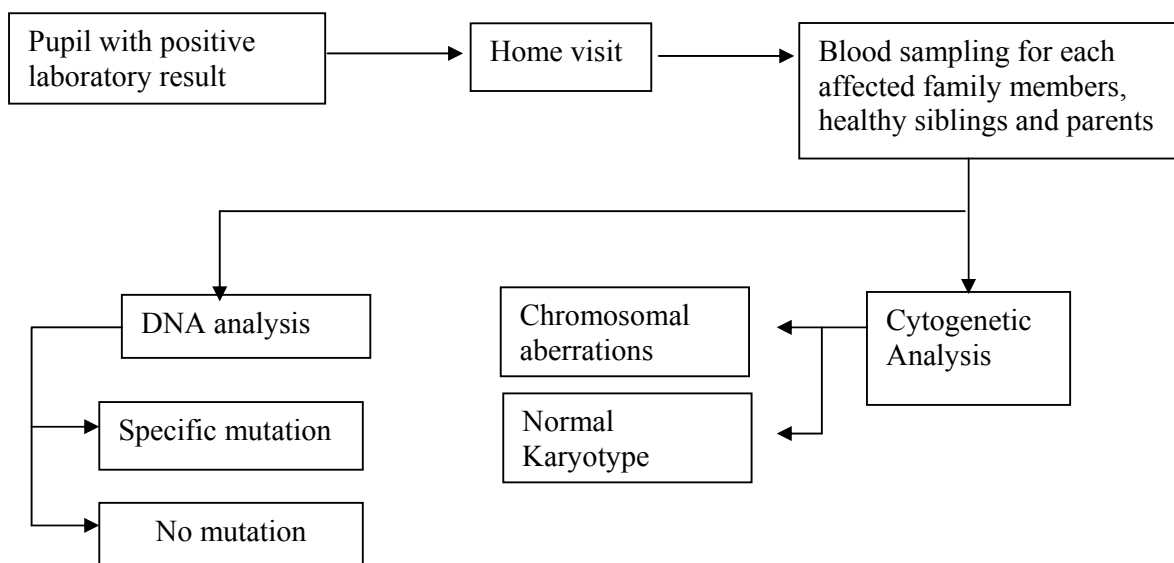 Pupil with positive
laboratory result
Home visit
Blood sampling for each
affected family members,
healthy siblings and parents
DNA analysis
Specific mutation
No mutation
Chromosomal
aberrations
Normal
Karyotype
Cytogenetic
Analysis